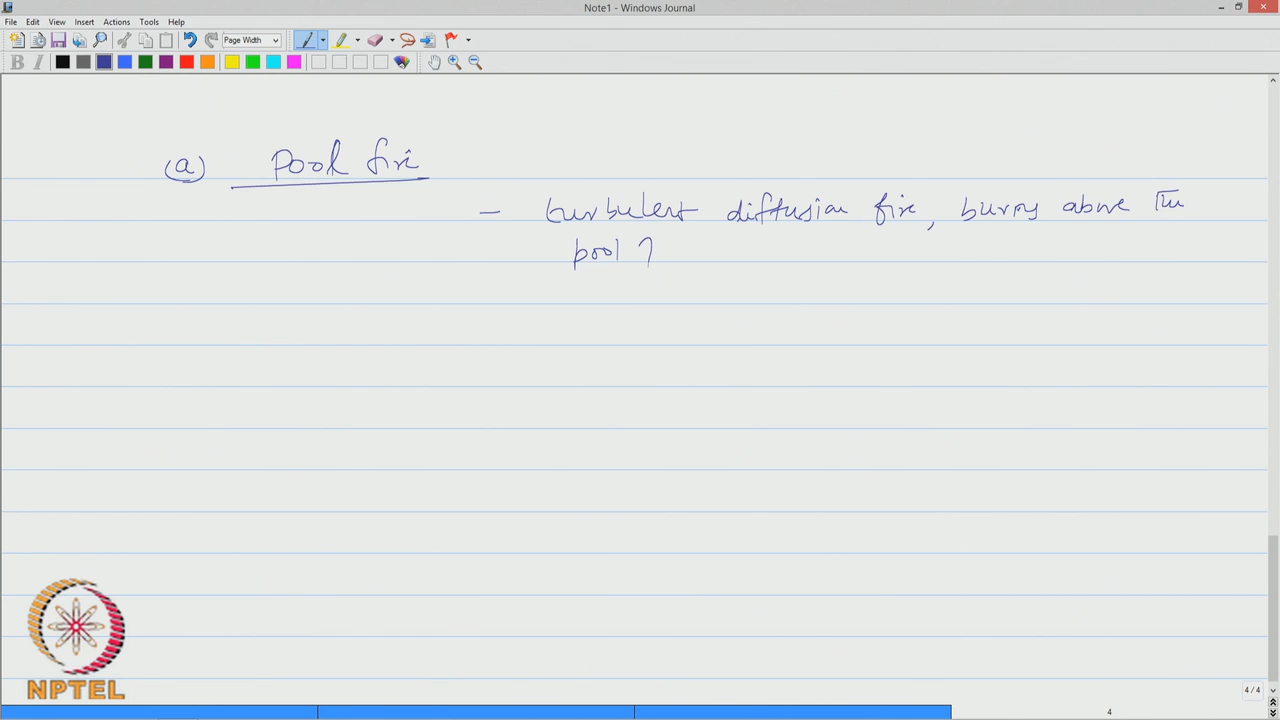 Note1 - Windows Journal
File Edit View Insert Actions Tools Help
Page Width
B I
(a) Pool fire
- turbulent diffusion fire, burns above the
pool
NPTEL
4 / 4
4